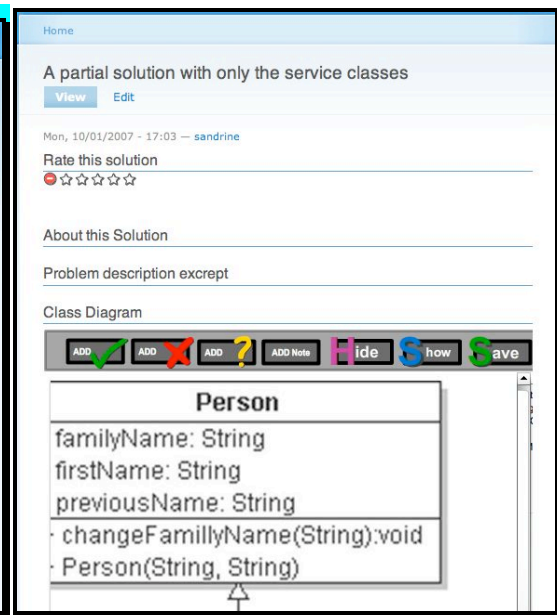 Home
A partial solution with only the service classes
View Edit
Mon, 10/01/2007 - 17:03 — sandrine
Rate this solution
About this Solution
Problem description excrept
Class Diagram
ADD ADD ADD ? ADD Note Hide Show Save
Person
familyName: String
firstName: String
previousName: String
changeFamillyName(String):void
Person(String, String)